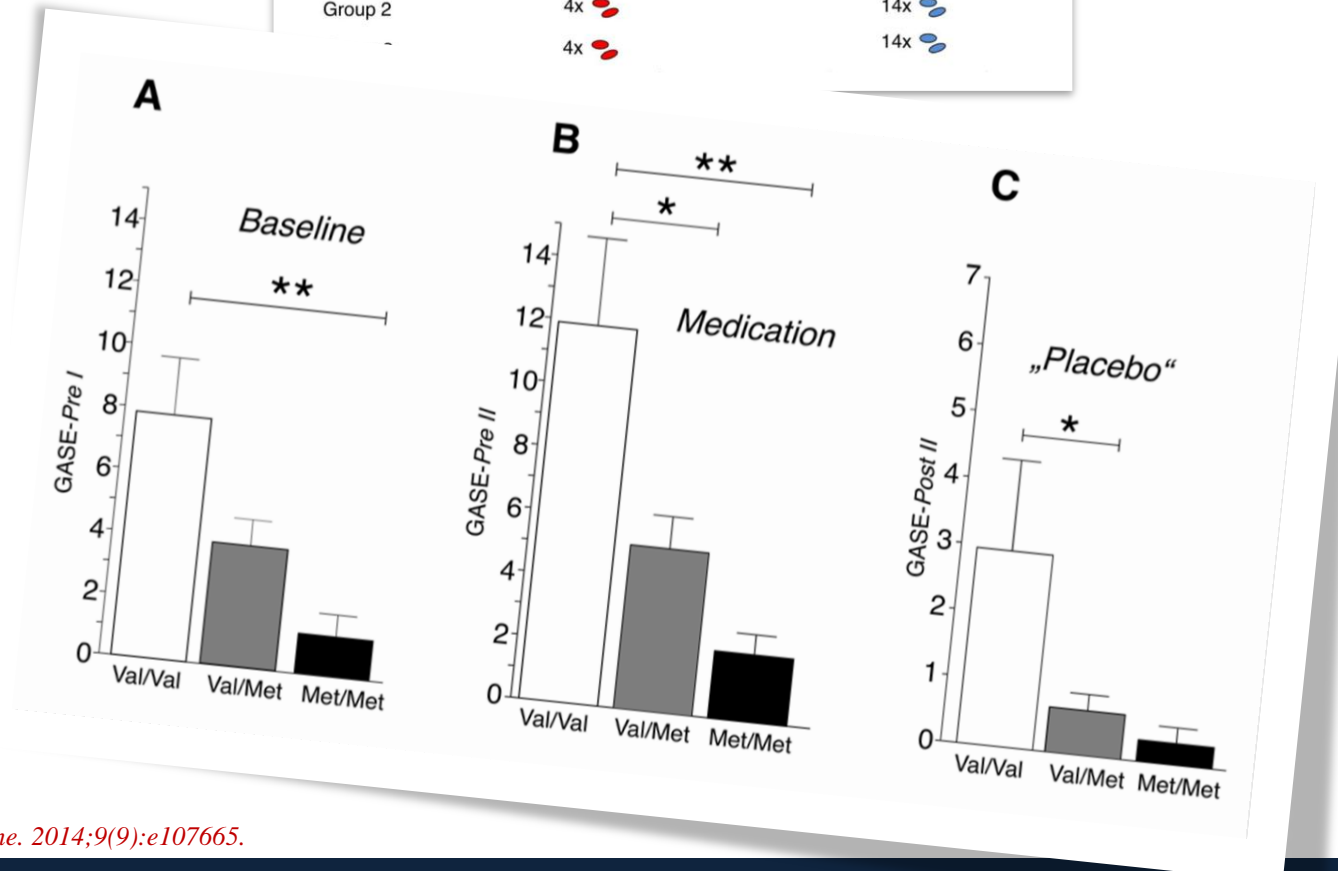 Group 2 4x 14x
4x 14x
A
Baseline
**
GASE-Pre I
14
12
10
8
6
4
2
0
Val/Val Val/Met Met/Met
B
**
*
Medication
GASE-Pre II
14
12
10
8
6
4
2
0
Val/Val Val/Met Met/Met
C
„Placebo“
*
GASE-Post II
7
6
5
4
3
2
1
0
Val/Val Val/Met Met/Met
ne. 2014;9(9):e107665.